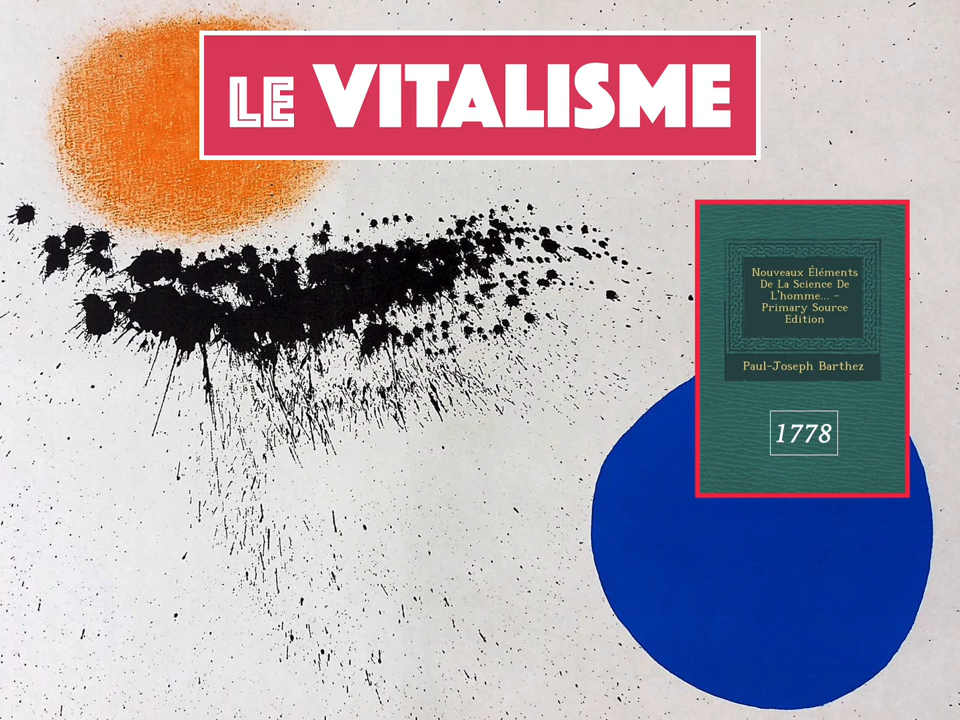 LE VITALISME
Nouveaux Éléments
De La Science De
L'homme... -
Primary Source
Edition
Paul-Joseph Barthez
1778